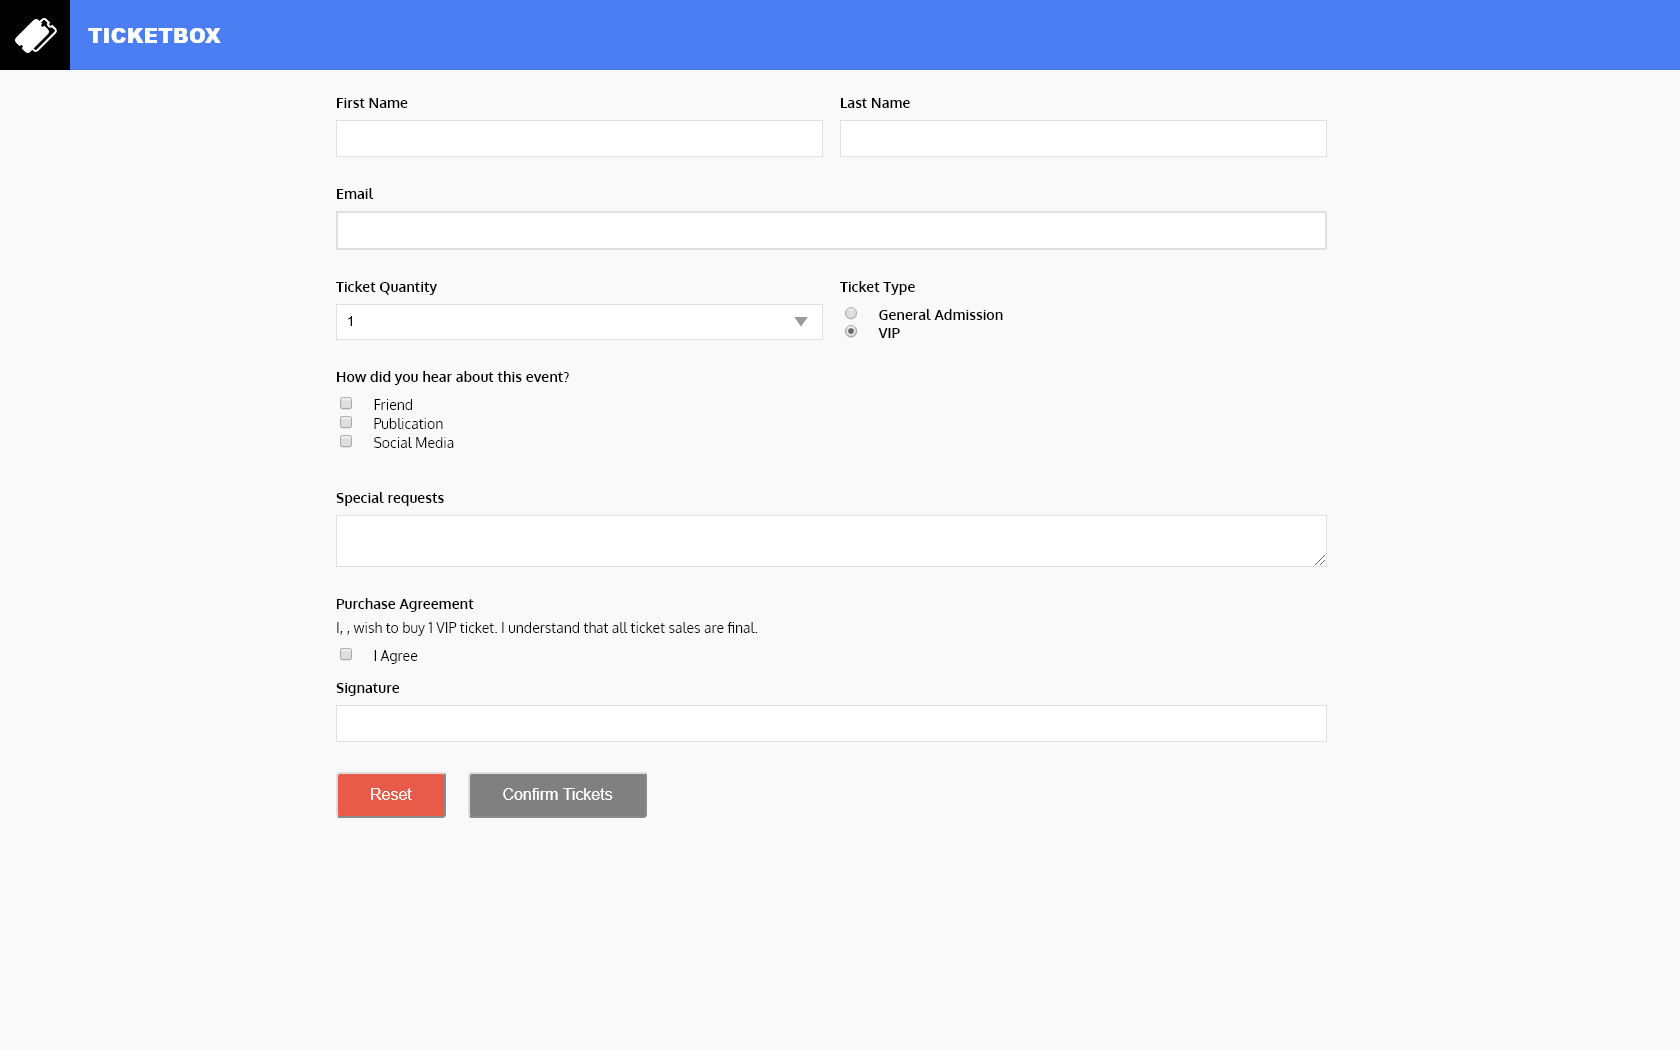 TICKETBOX
First Name
Last Name
Email
Ticket Quantity
Ticket Type
1
General Admission
VIP
How did you hear about this event?
Friend
Publication
Social Media
Special requests
Purchase Agreement
I, , wish to buy 1 VIP ticket. I understand that all ticket sales are final.
I Agree
Signature
Reset
Confirm Tickets